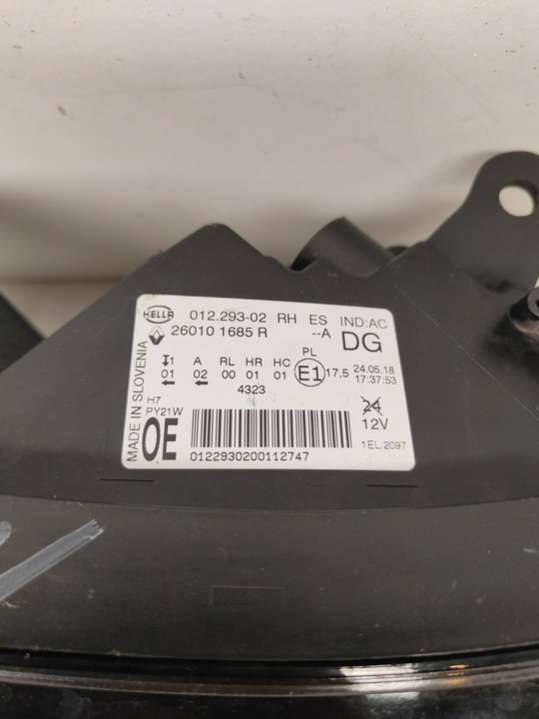 HELLA 012.293-02 RH ES IND:AC
26010 1685 R --A DG
PL
1 A RL HR HC E1 17,5 24.05.18
01 02 00 01 01 17:37:53
4323
24
12V
H7
PY21W
OE
1EL 2097
0122930200112747
MADE IN SLOVENIA